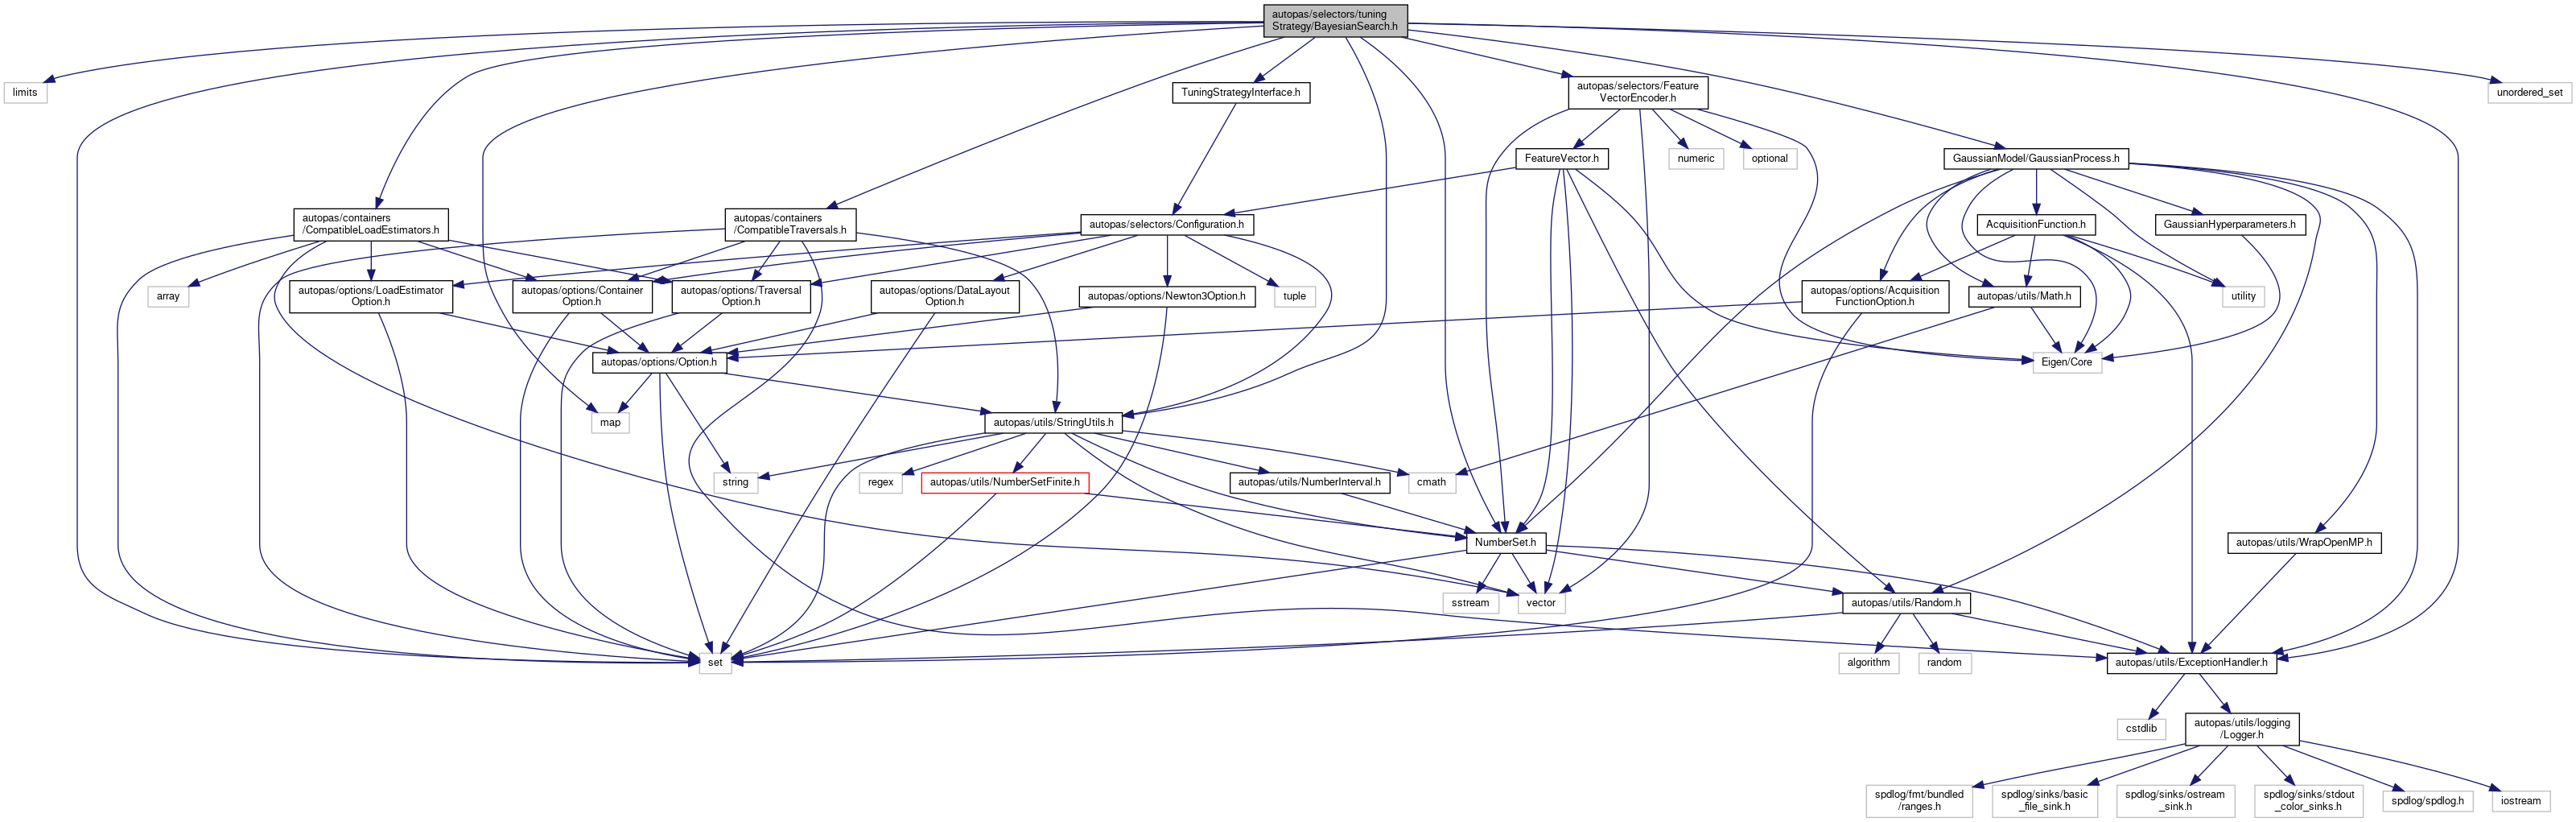 autopas/selectors/tuning
Strategy/BayesianSearch.h
limits
TuningStrategyInterface.h
autopas/selectors/Feature
VectorEncoder.h
unordered_set
FeatureVector.h
numeric
optional
GaussianModel/GaussianProcess.h
autopas/containers
/CompatibleLoadEstimators.h
autopas/containers
/CompatibleTraversals.h
autopas/selectors/Configuration.h
AcquisitionFunction.h
GaussianHyperparameters.h
array
autopas/options/LoadEstimator
Option.h
autopas/options/Container
Option.h
autopas/options/Traversal
Option.h
autopas/options/DataLayout
Option.h
autopas/options/Newton3Option.h
tuple
autopas/options/Acquisition
FunctionOption.h
autopas/utils/Math.h
utility
autopas/options/Option.h
Eigen/Core
map
autopas/utils/StringUtils.h
string
regex
autopas/utils/NumberSetFinite.h
autopas/utils/NumberInterval.h
cmath
NumberSet.h
autopas/utils/WrapOpenMP.h
sstream
vector
autopas/utils/Random.h
set
algorithm
random
autopas/utils/ExceptionHandler.h
cstdlib
autopas/utils/logging
/Logger.h
spdlog/fmt/bundled
/ranges.h
spdlog/sinks/basic
_file_sink.h
spdlog/sinks/ostream
_sink.h
spdlog/sinks/stdout
_color_sinks.h
spdlog/spdlog.h
iostream